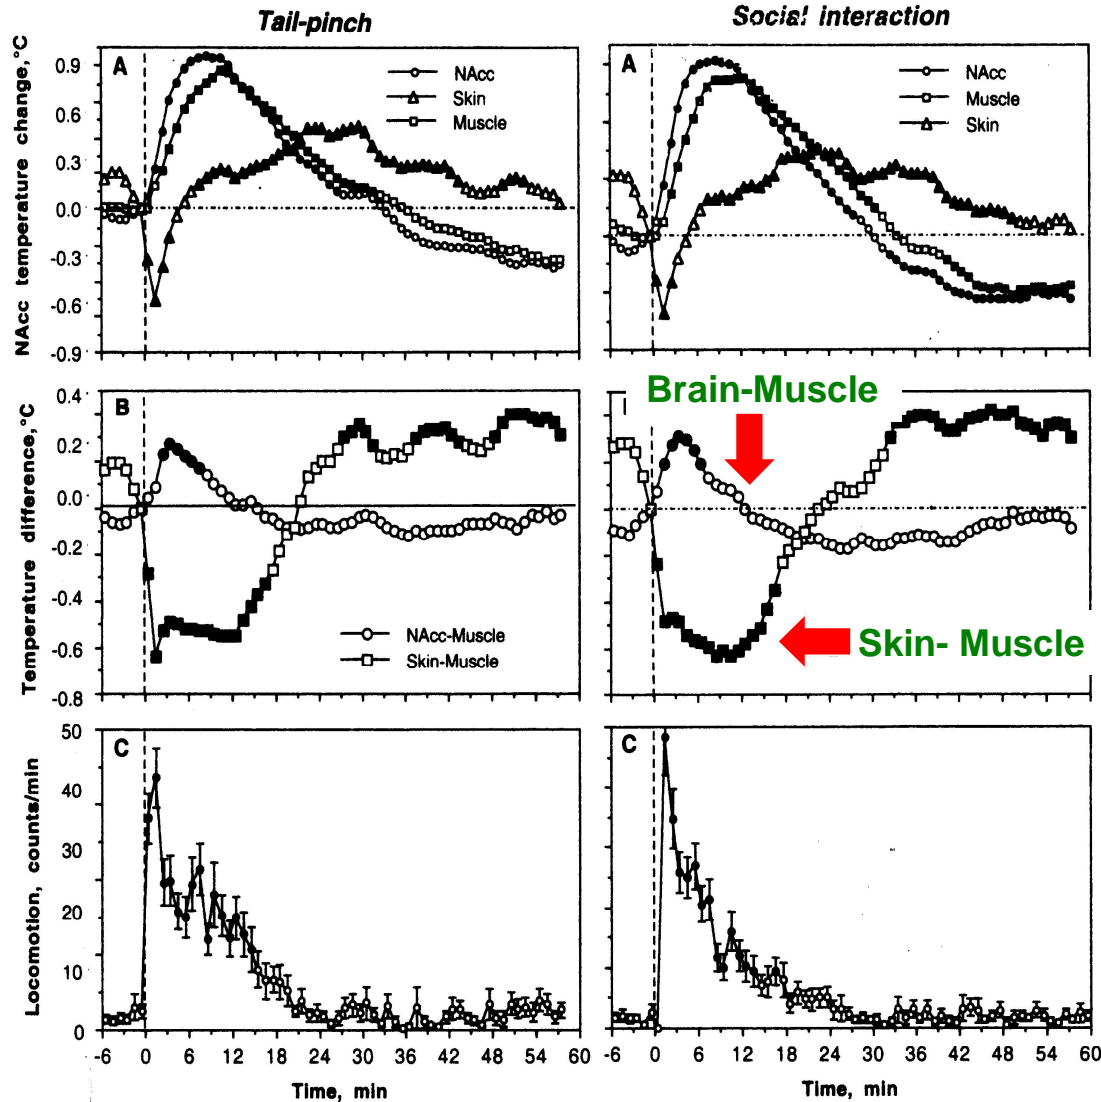 Tail-pinch
Social interaction
NAcc temperature change,°C
0.9
0.6
0.3
0.0
-0.3
-0.6
-0.9
A
NAcc
Skin
Muscle
A
NAcc
Muscle
Skin
Temperature difference,°C
0.4
0.2
0.0
-0.2
-0.4
-0.6
-0.8
B
NAcc-Muscle
Skin-Muscle
Brain-Muscle
Skin- Muscle
Locomotion, counts/min
50
40
30
20
10
0
C
C
-6 0 6 12 18 24 30 36 42 48 54 60
Time, min
-6 0 6 12 18 24 30 36 42 48 54 60
Time, min